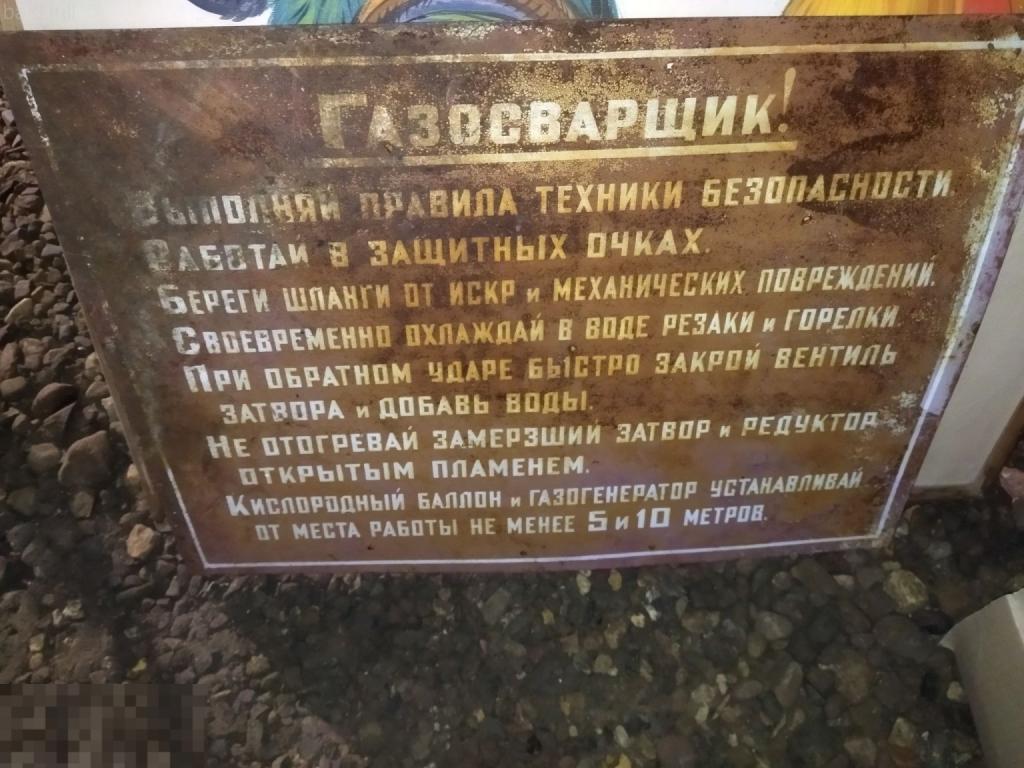 Газосварщик!
Выполняй правила техники безопасности.
Работай в защитных очках.
Береги шланги от искр и механических повреждений.
Своевременно охлаждай в воде резаки и горелки.
При обратном ударе быстро закрой вентиль
затвора и добавь воды.
Не отогревай замерзший затвор и редуктор
открытым пламенем.
Кислородный баллон и газогенератор устанавливай
от места работы не менее 5 и 10 метров.